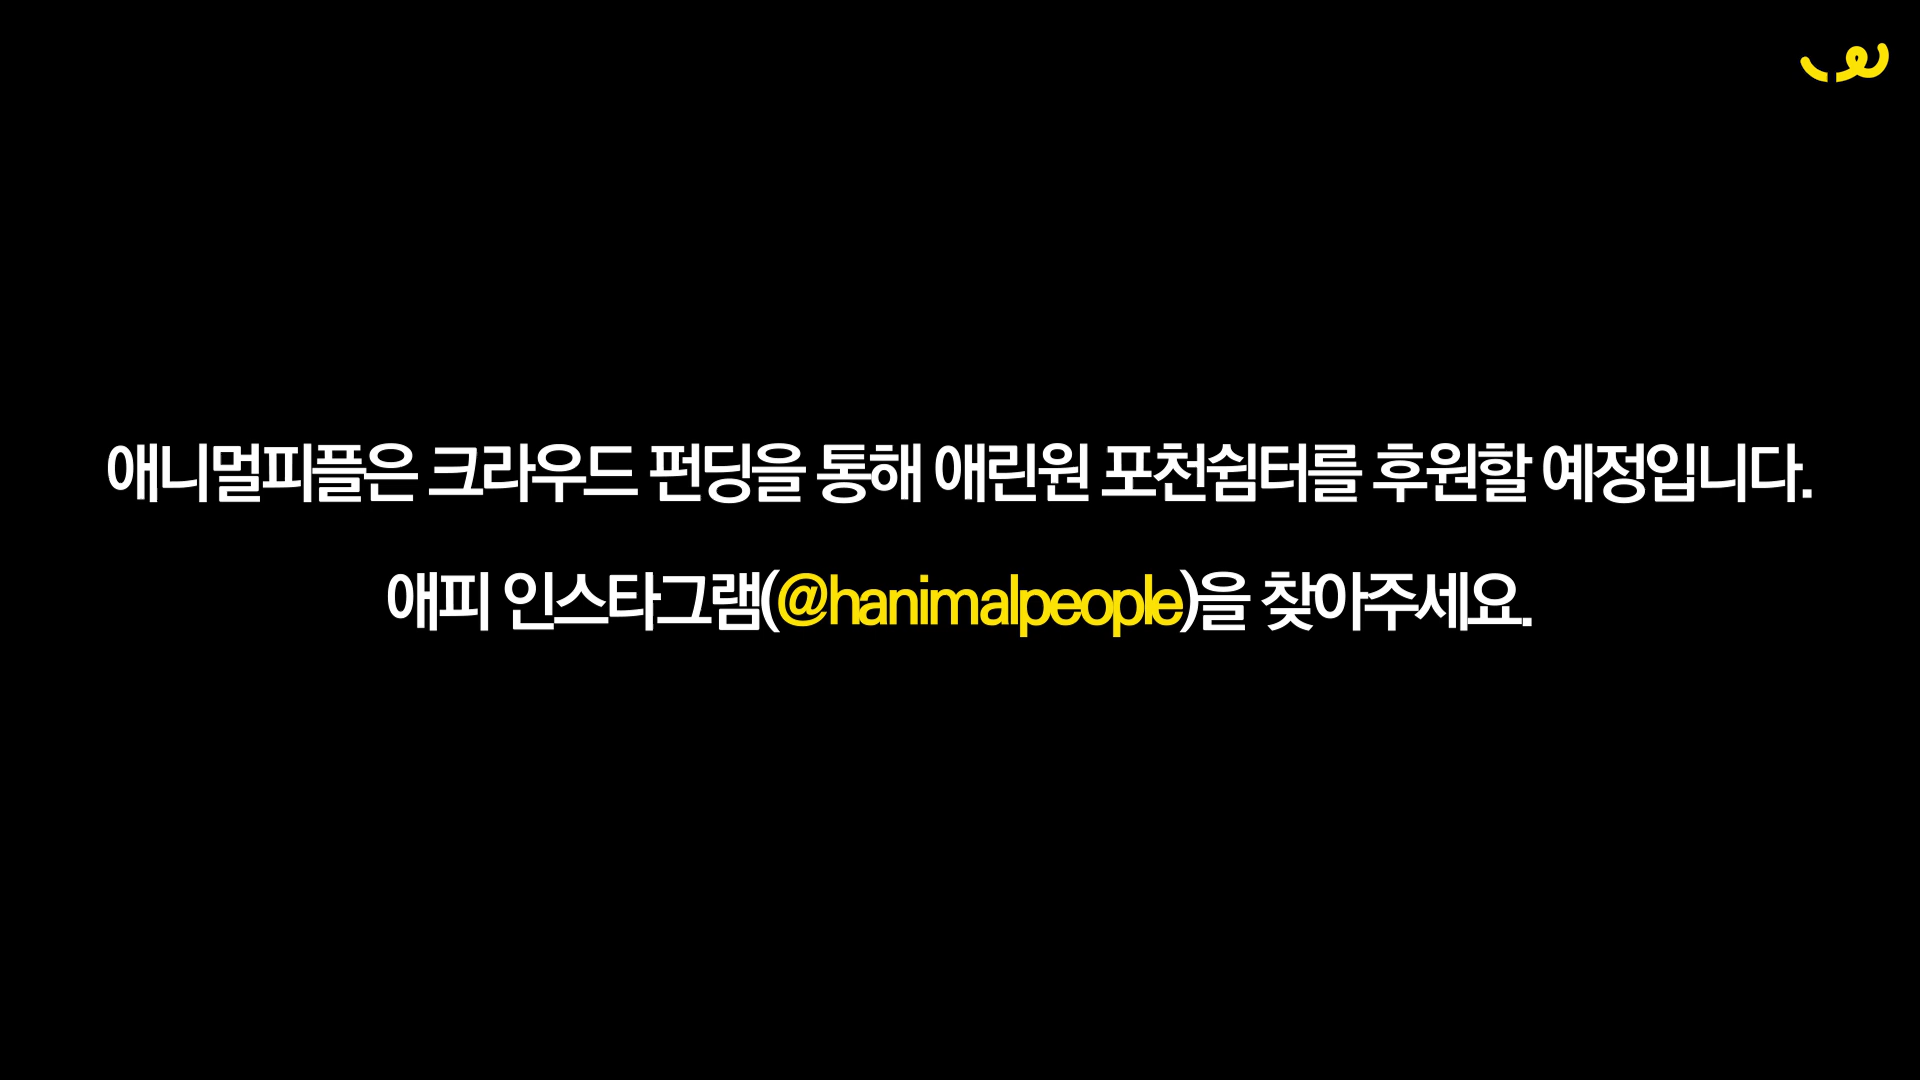 애니멀피플은 크라우드 펀딩을 통해 애린원 포천쉼터를 후원할 예정입니다.
애피 인스타그램(@hanimalpeople)을 찾아주세요.